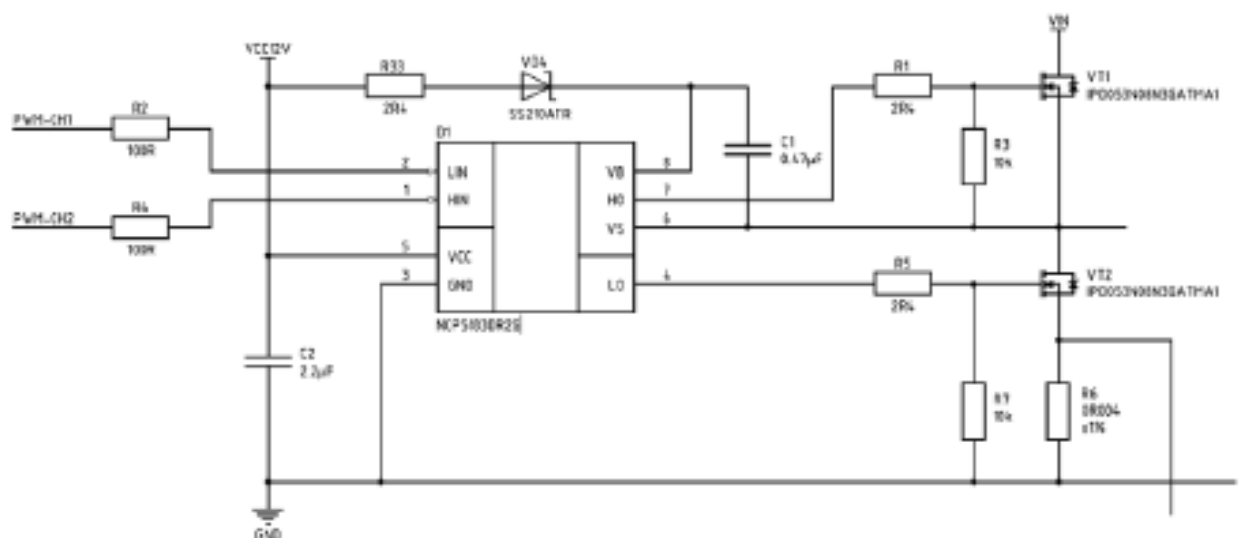 VIN
VCC12V
R33
2R4
VD4
SS210ATR
R1
2R4
VT1
IPD053N08N3GATMA1
PWM-CH1
R2
100R
D1
C1
0.47µF
R3
10k
2
LIN
VB
8
1
HIN
HO
7
PWM-CH2
R4
100R
VS
6
5
VCC
3
GND
LO
4
R5
2R4
VT2
IPD053N08N3GATMA1
NCP5183DR2G
C2
2.2µF
R7
10k
R6
0R004
±1%
GND